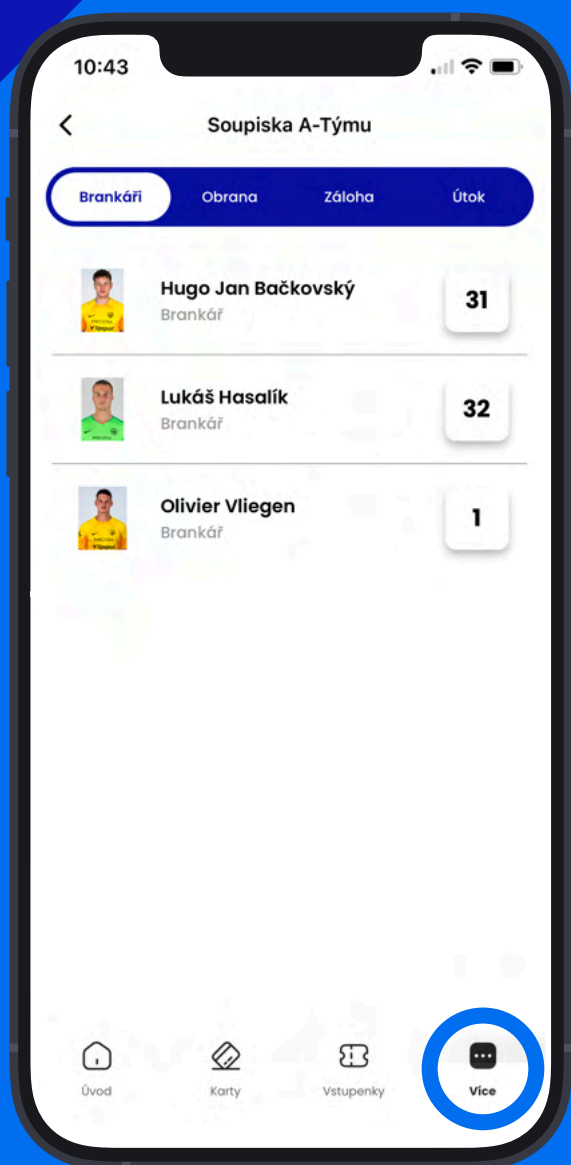 10:43
Soupiska A-Týmu
Brankáři Obrana Záloha Útok
Hugo Jan Bačkovský
Brankář
31
Lukáš Hasalík
Brankář
32
Olivier Vliegen
Brankář
1
Úvod Karty Vstupenky Více